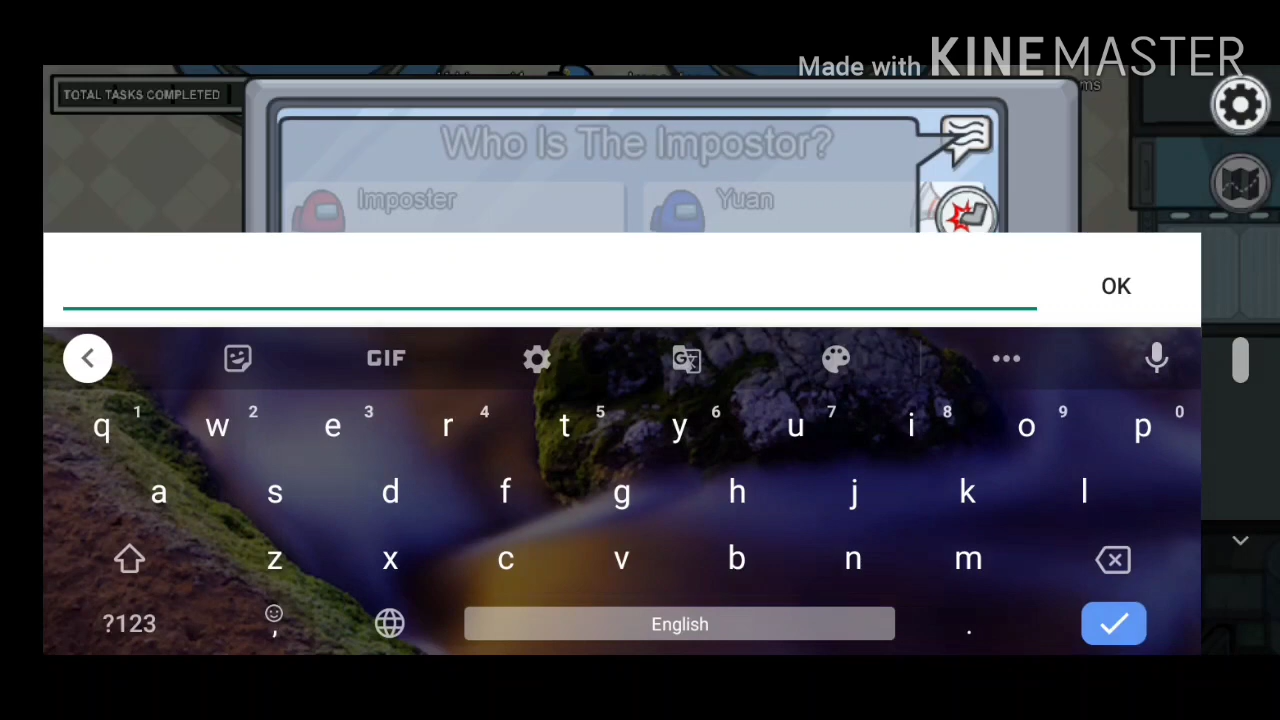 Made with KINEMASTER
TOTAL TASKS COMPLETED
Who Is The Impostor?
Imposter Yuan
OK
GIF
q 1 w 2 e 3 r 4 t 5 y 6 u 7 i 8 o 9 p 0
a s d f g h j k l
z x c v b n m
?123 , English .